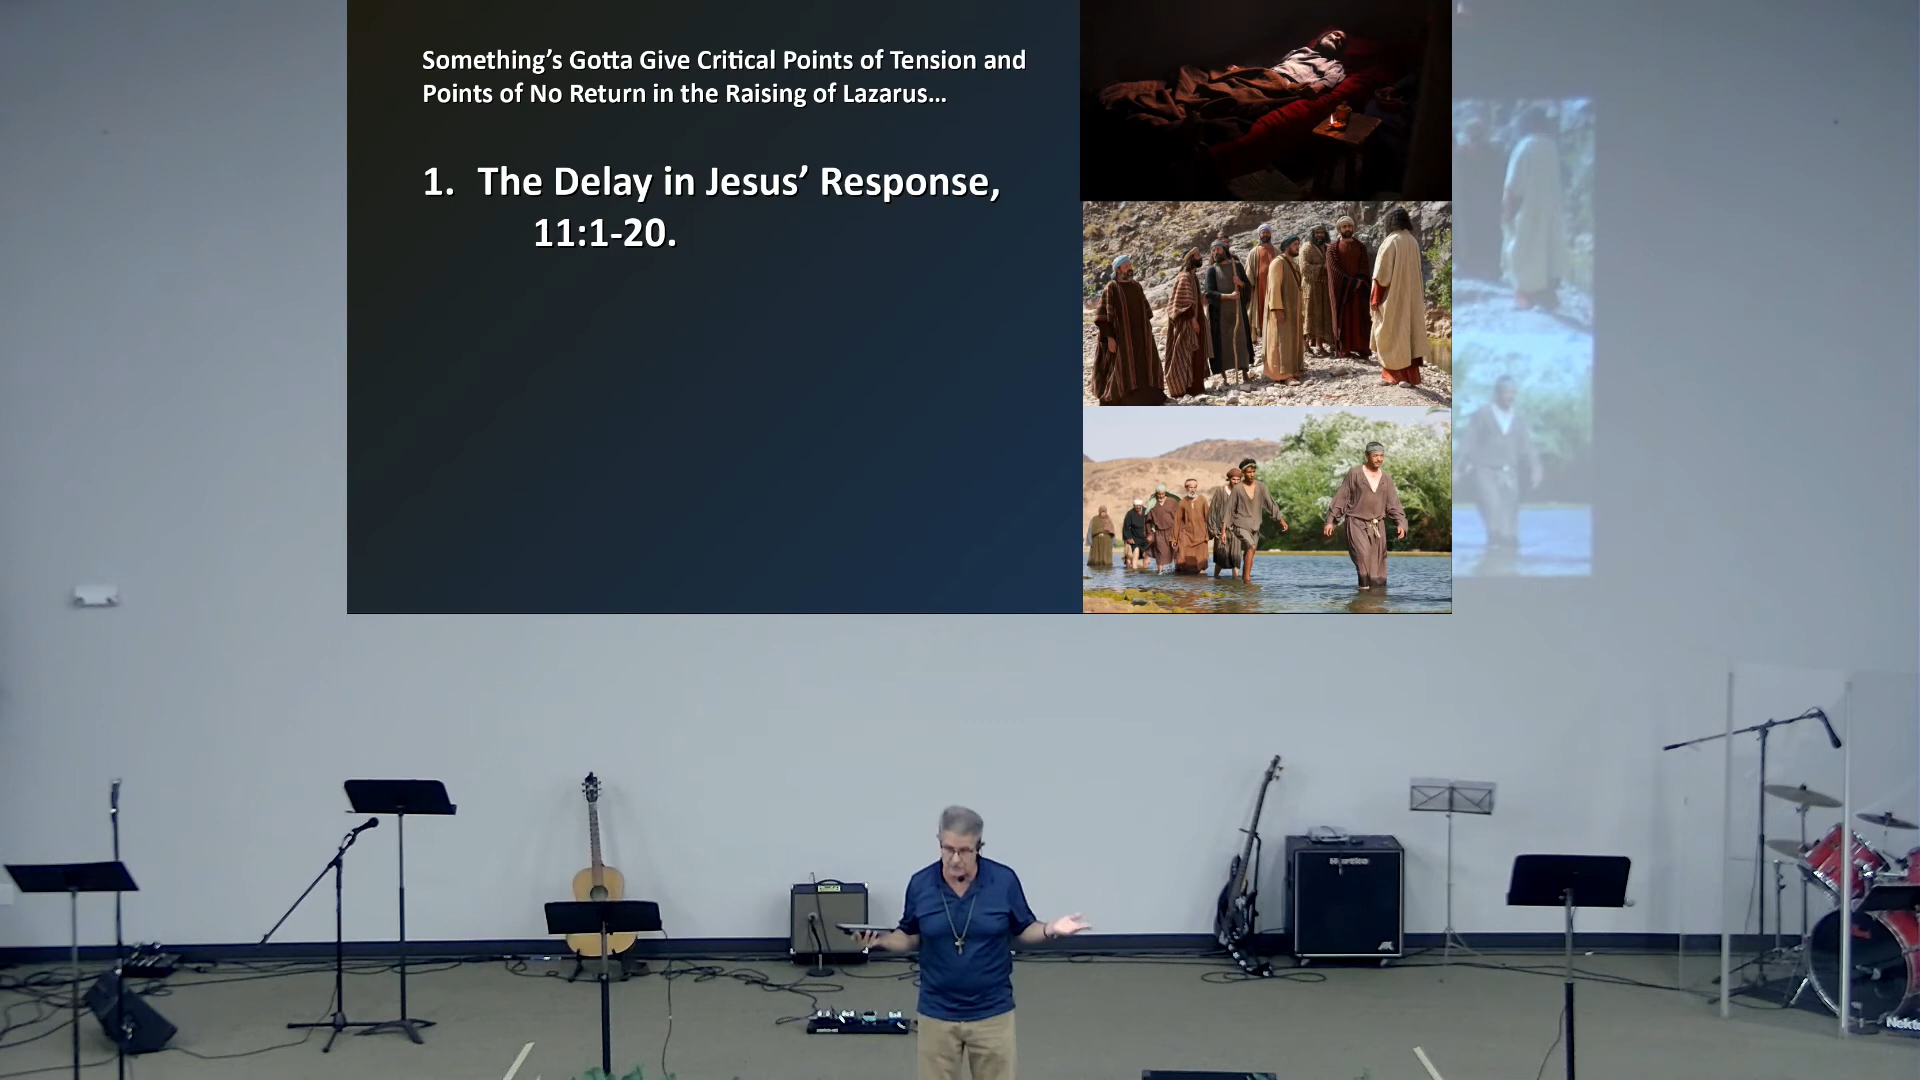 Something’s Gotta Give Critical Points of Tension and
Points of No Return in the Raising of Lazarus…
1. The Delay in Jesus’ Response,
11:1-20.
Hartke